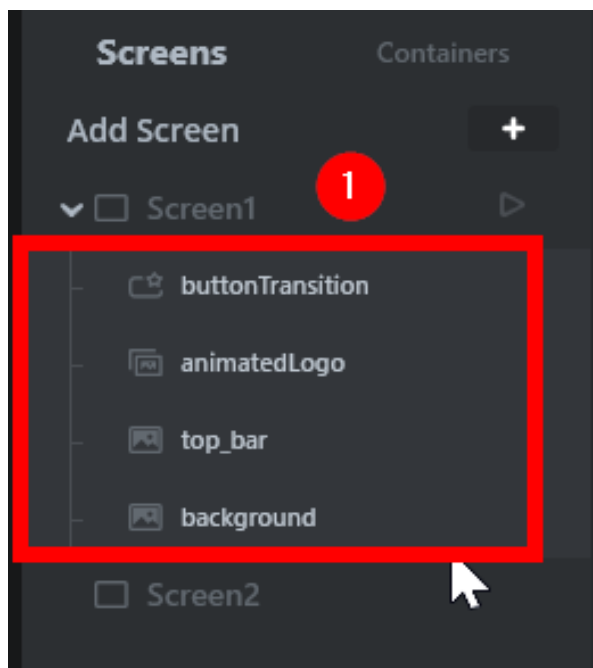 Screens Containers
Add Screen +
1
Screen1
buttonTransition
animatedLogo
top_bar
background
Screen2